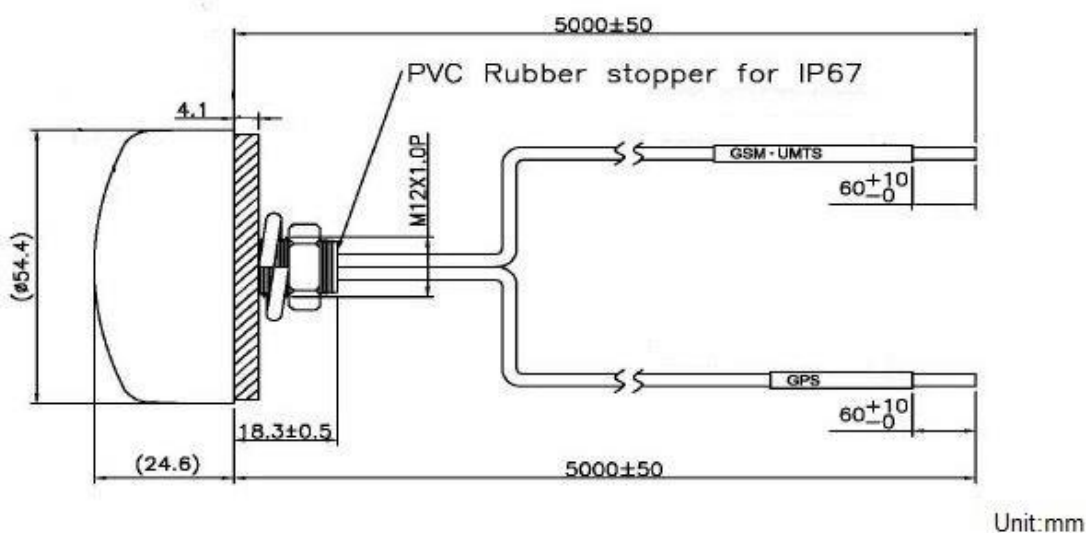 5000±50
PVC Rubber stopper for IP67
4.1
M12X1.0P
GSM-UMTS
60+10
-0
(ø54.4)
GPS
60+10
-0
18.3±0.5
(24.6)
5000±50
Unit:mm